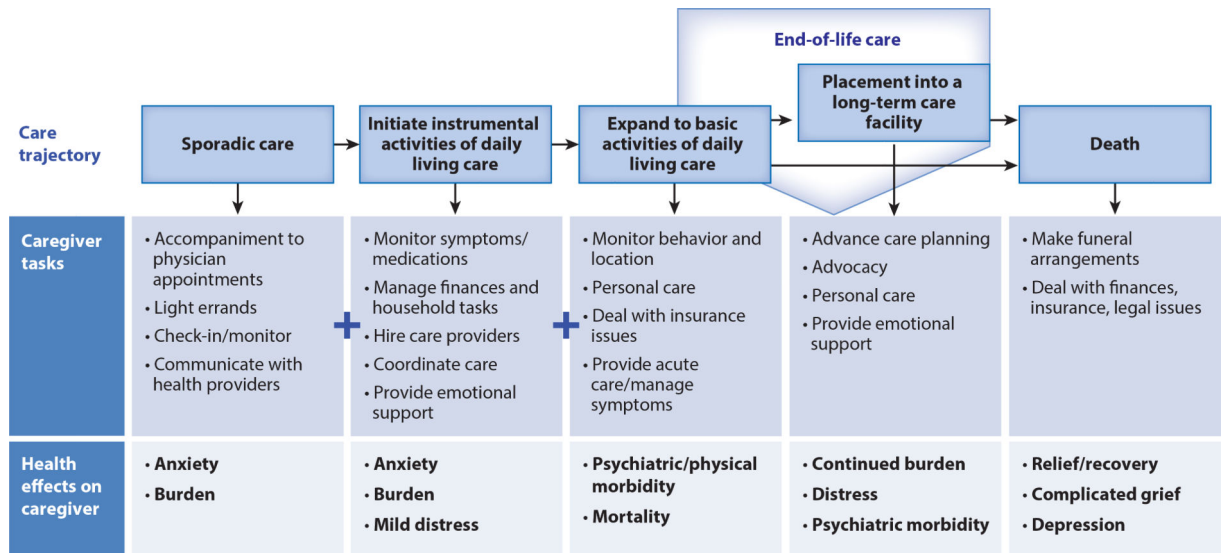 End-of-life care
Care
trajectory
Sporadic care
Initiate instrumental
activities of daily
living care
Expand to basic
activities of daily
living care
Placement into a
long-term care
facility
Death
Caregiver
tasks
• Accompaniment to
physician
appointments
• Light errands
• Check-in/monitor
• Communicate with
health providers
+
• Monitor symptoms/
medications
• Manage finances and
household tasks
• Hire care providers
• Coordinate care
• Provide emotional
support
+
• Monitor behavior and
location
• Personal care
• Deal with insurance
issues
• Provide acute
care/manage
symptoms
• Advance care planning
• Advocacy
• Personal care
• Provide emotional
support
• Make funeral
arrangements
• Deal with finances,
insurance, legal issues
Health
effects on
caregiver
• Anxiety
• Burden
• Anxiety
• Burden
• Mild distress
• Psychiatric/physical
morbidity
• Mortality
• Continued burden
• Distress
• Psychiatric morbidity
• Relief/recovery
• Complicated grief
• Depression